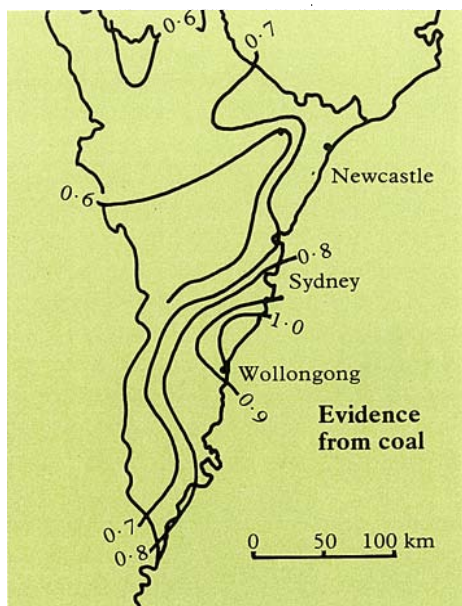 0·6
0·7
Newcastle
0·6
0·8
Sydney
1·0
Wollongong
0·9
Evidence
from coal
0·7
0·8
0 50 100 km